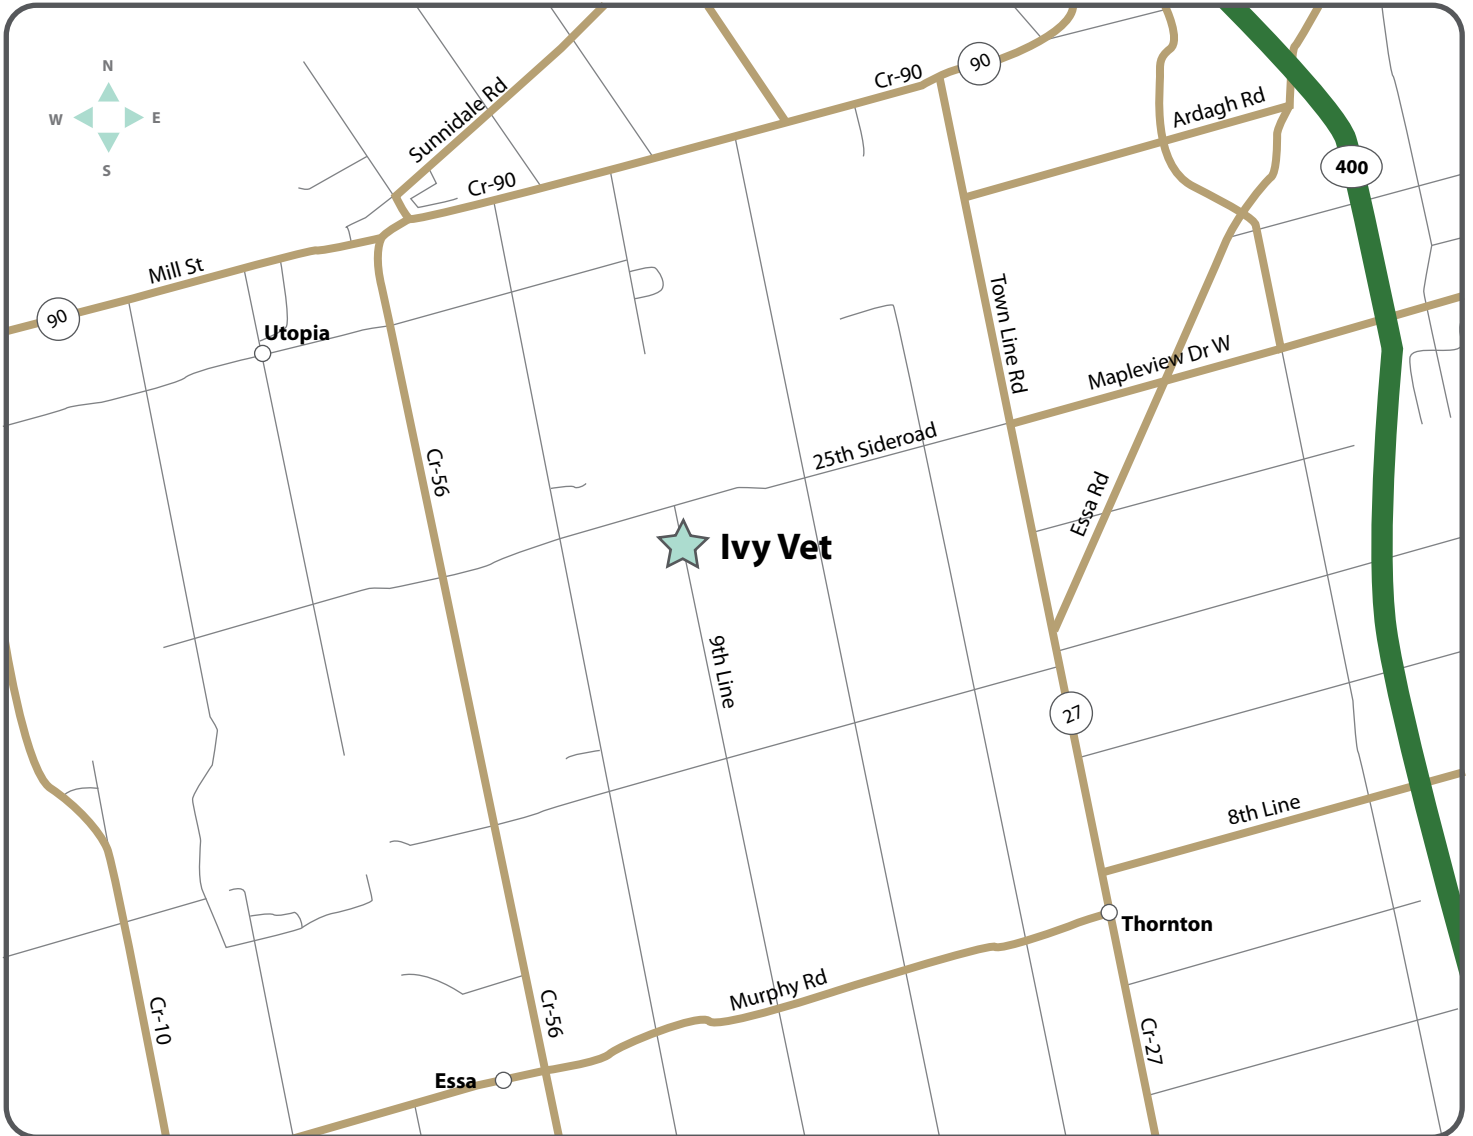 N
W E
S
Sunnidale Rd
Cr-90
90
Ardagh Rd
400
Cr-90
Mill St
90
Utopia
Town Line Rd
Mapleview Dr W
25th Sideroad
Cr-56
Essa Rd
Ivy Vet
9th Line
27
8th Line
Thornton
Murphy Rd
Cr-10
Cr-56
Cr-27
Essa